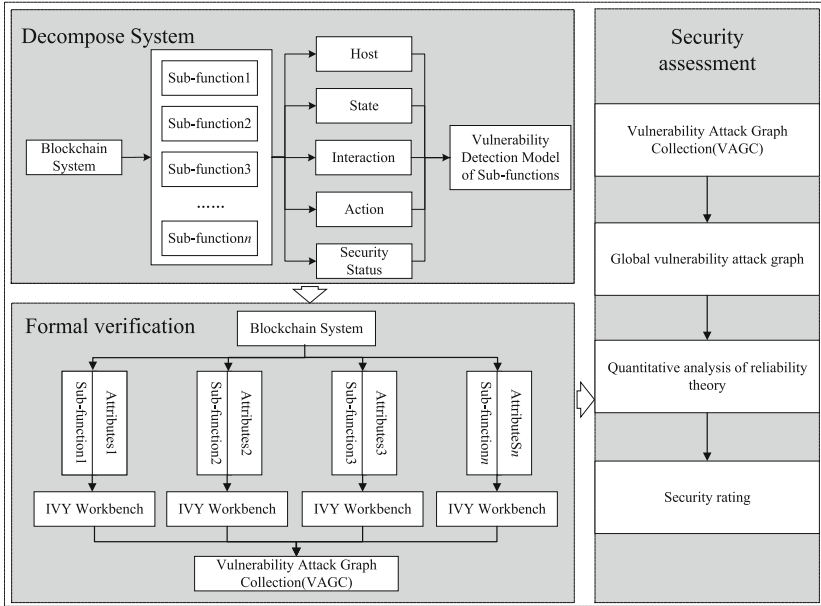 Decompose System
Blockchain
System
Sub-function1
Sub-function2
Sub-function3
......
Sub-functionn
Host
State
Interaction
Action
Security
Status
Vulnerability
Detection Model
of Sub-functions
Formal verification
Blockchain System
Sub-function1
Attributes1
Sub-function2
Attributes2
Sub-function3
Attributes3
Sub-functionn
AttributeSn
IVY Workbench
IVY Workbench
IVY Workbench
IVY Workbench
Vulnerability Attack Graph
Collection(VAGC)
Security
assessment
Vulnerability Attack Graph
Collection(VAGC)
Global vulnerability attack graph
Quantitative analysis of reliability
theory
Security rating